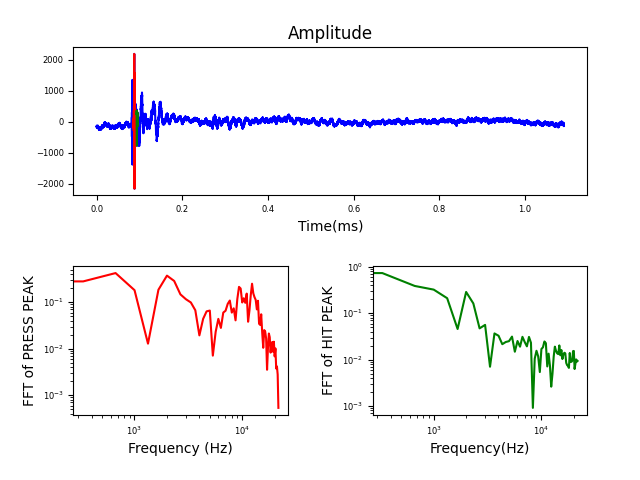 Amplitude
2000
1000
0
−1000
−2000
0.0 0.2 0.4 0.6 0.8 1.0
Time(ms)
FFT of PRESS PEAK
10⁻¹
10⁻²
10⁻³
10³ 10⁴
Frequency (Hz)
FFT of HIT PEAK
10⁰
10⁻¹
10⁻²
10⁻³
10³ 10⁴
Frequency(Hz)